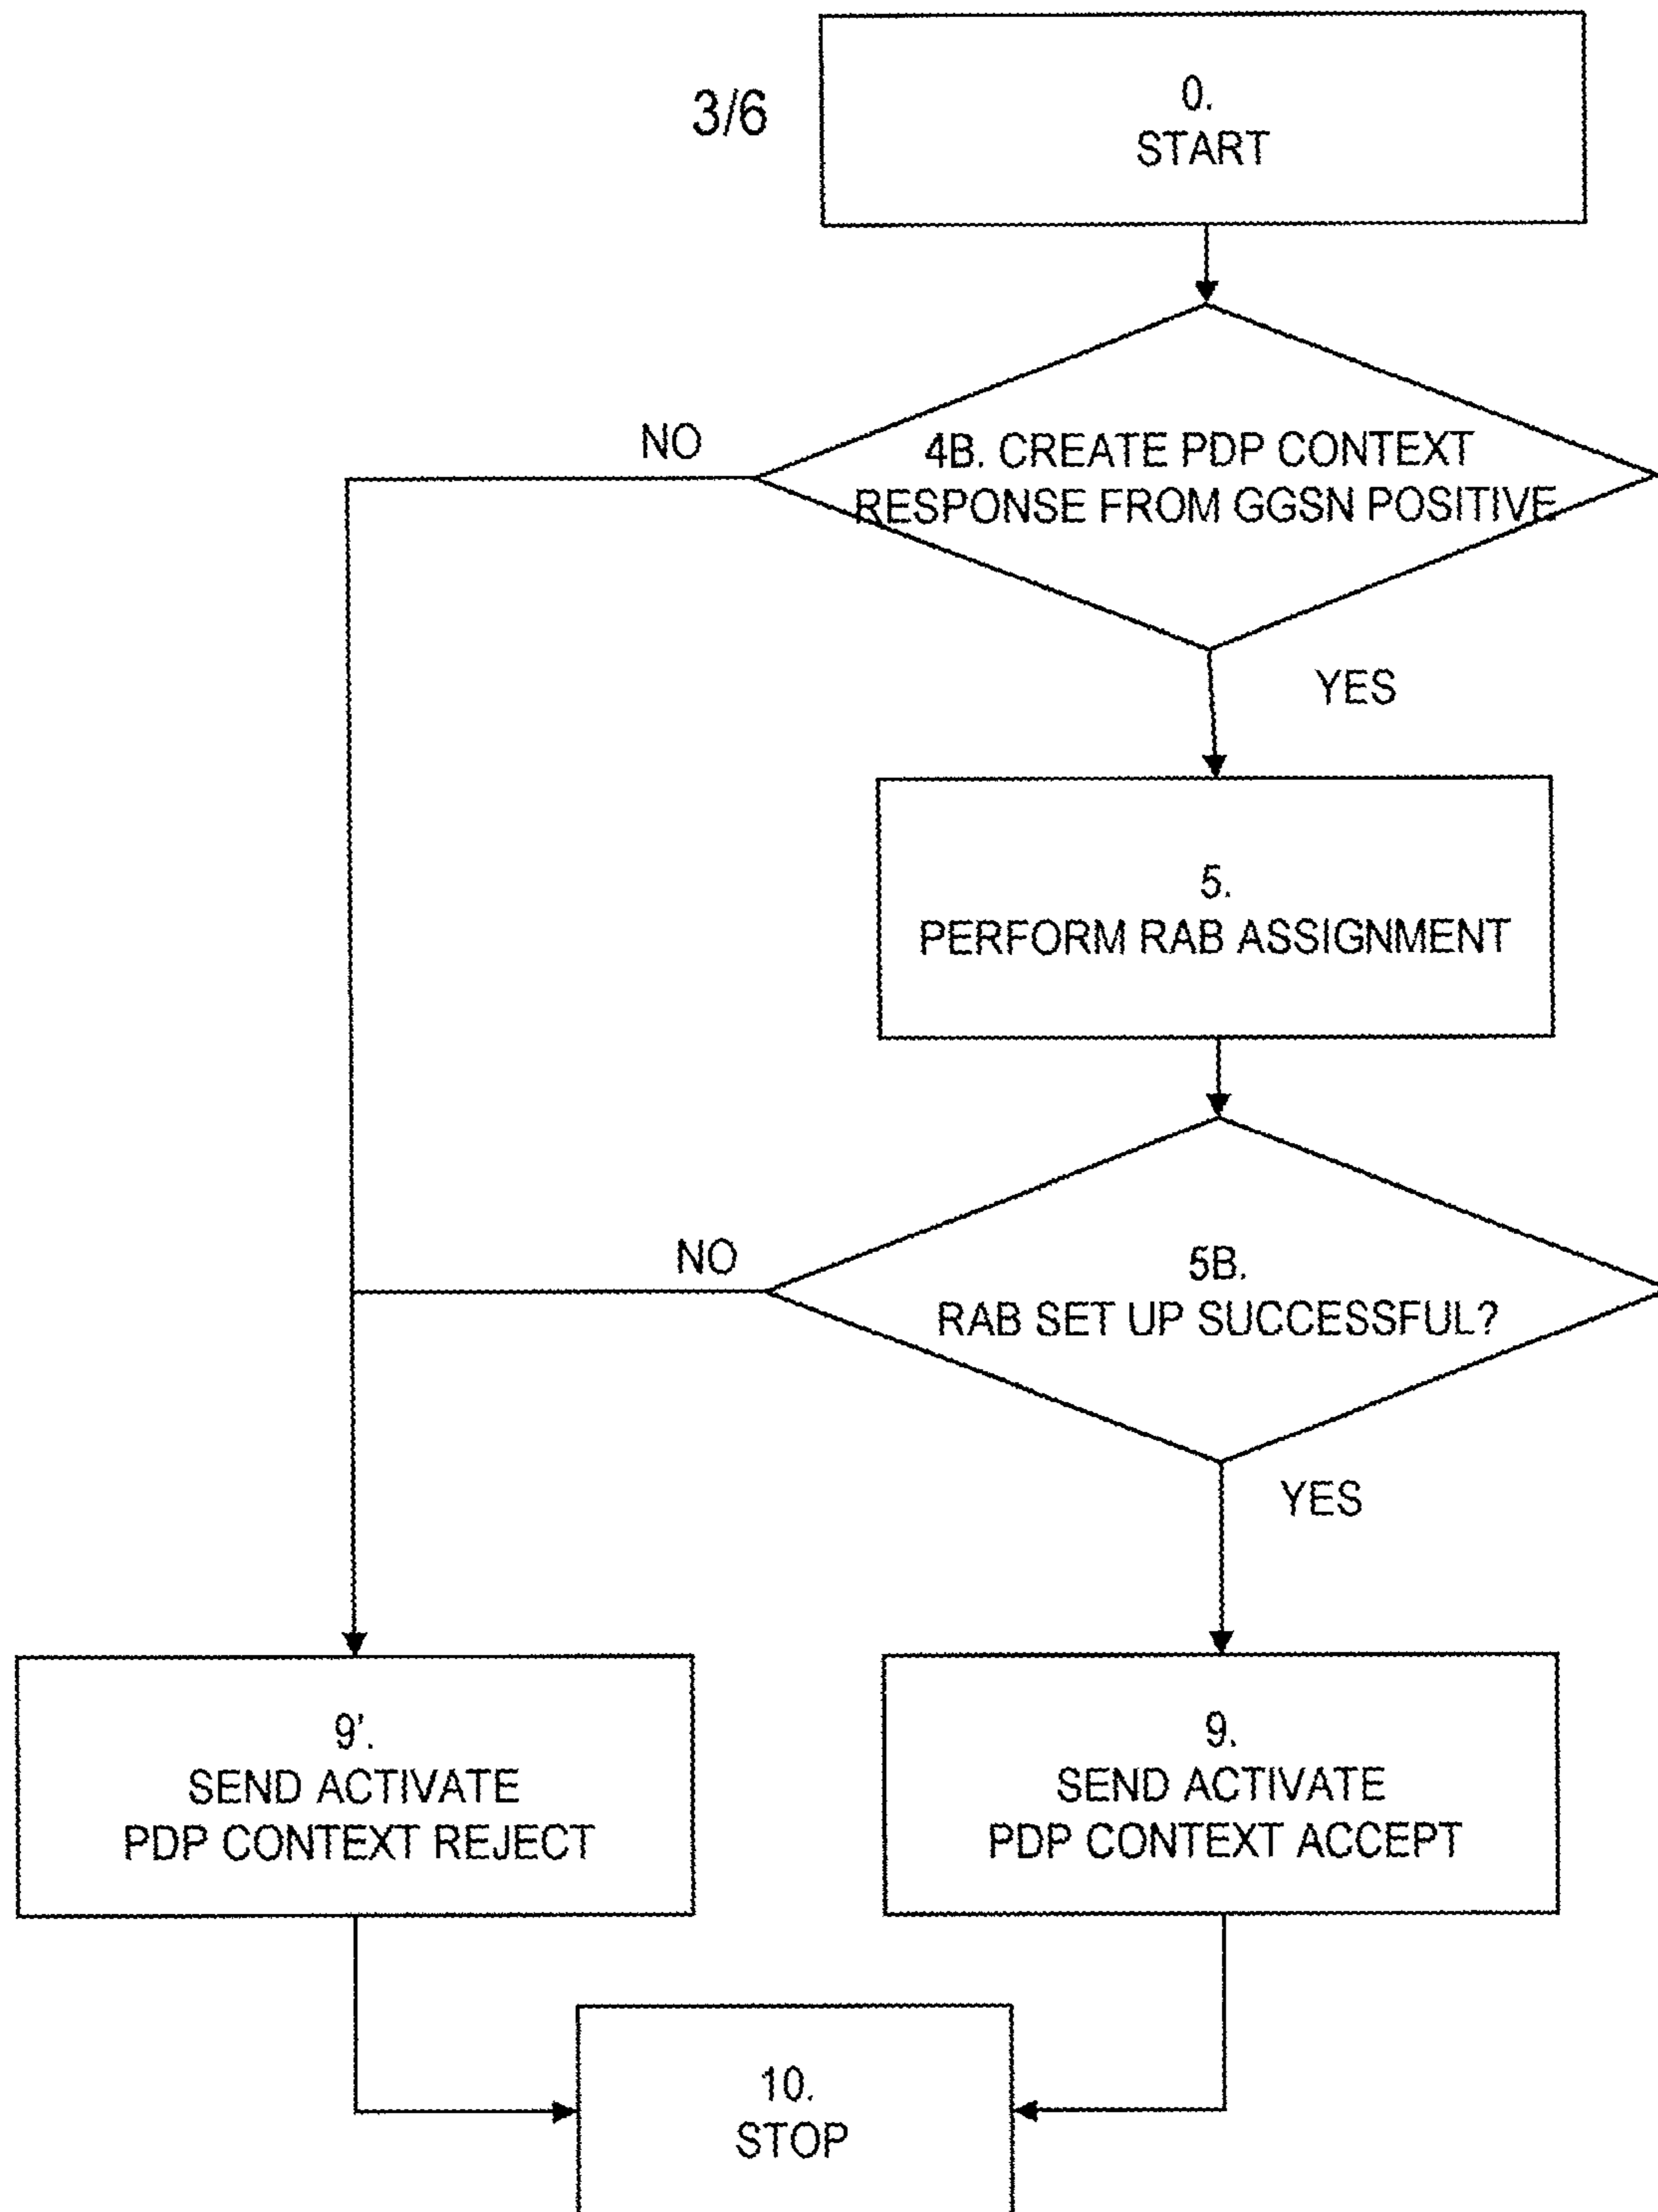 3/6
0.
START
NO
4B. CREATE PDP CONTEXT
RESPONSE FROM GGSN POSITIVE
YES
5.
PERFORM RAB ASSIGNMENT
NO
5B.
RAB SET UP SUCCESSFUL?
YES
9'.
SEND ACTIVATE
PDP CONTEXT REJECT
9.
SEND ACTIVATE
PDP CONTEXT ACCEPT
10.
STOP